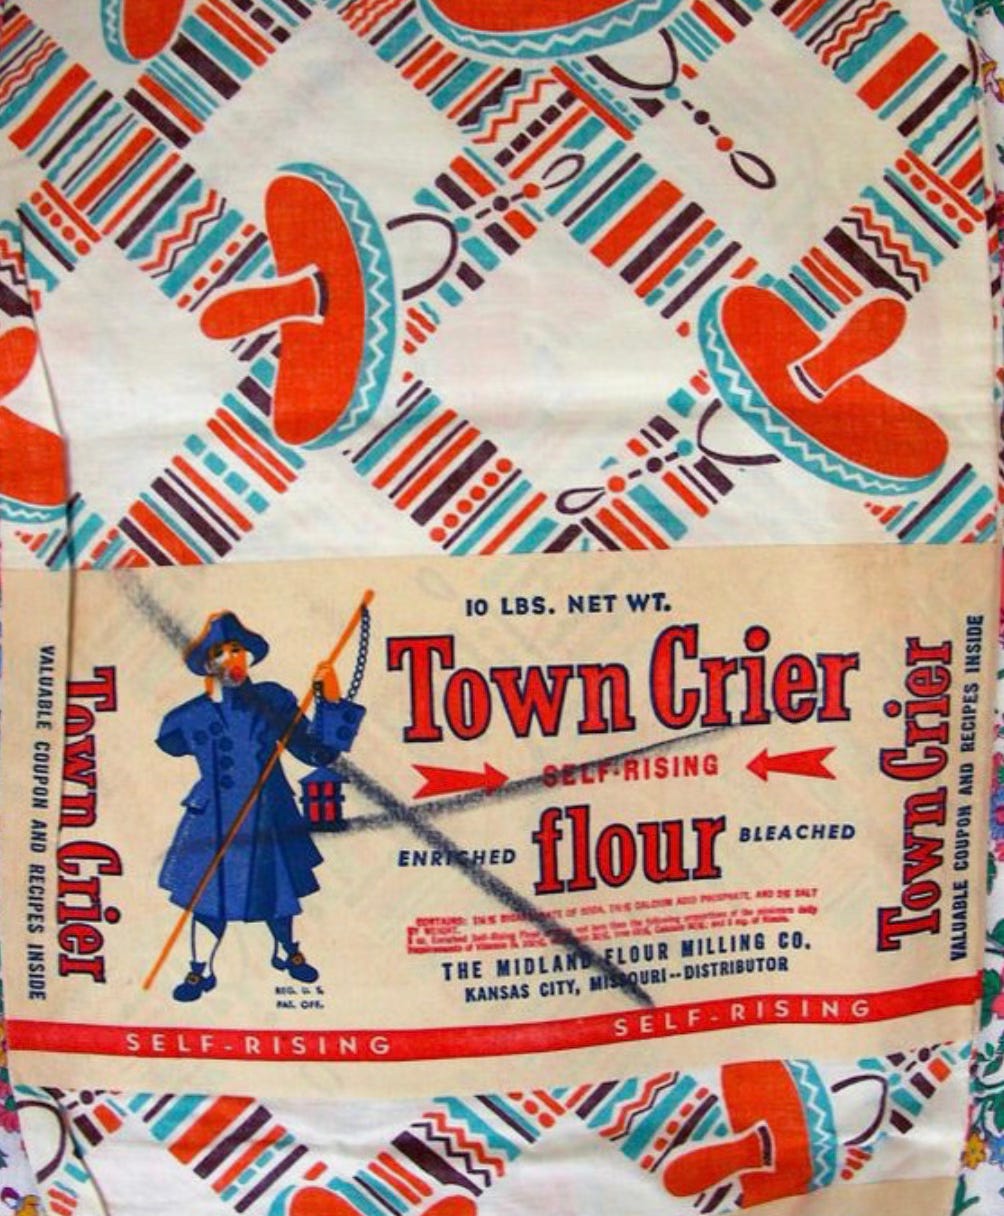 10 LBS. NET WT.
Town Crier
SELF-RISING
ENRICHED flour BLEACHED
BY WEIGHT.
THE MIDLAND FLOUR MILLING CO.
KANSAS CITY, MISSOURI--DISTRIBUTOR
REG. U. S.
PAT. OFF.
SELF-RISING SELF-RISING
VALUABLE COUPON AND RECIPES INSIDE
Town Crier
Town Crier
VALUABLE COUPON AND RECIPES INSIDE